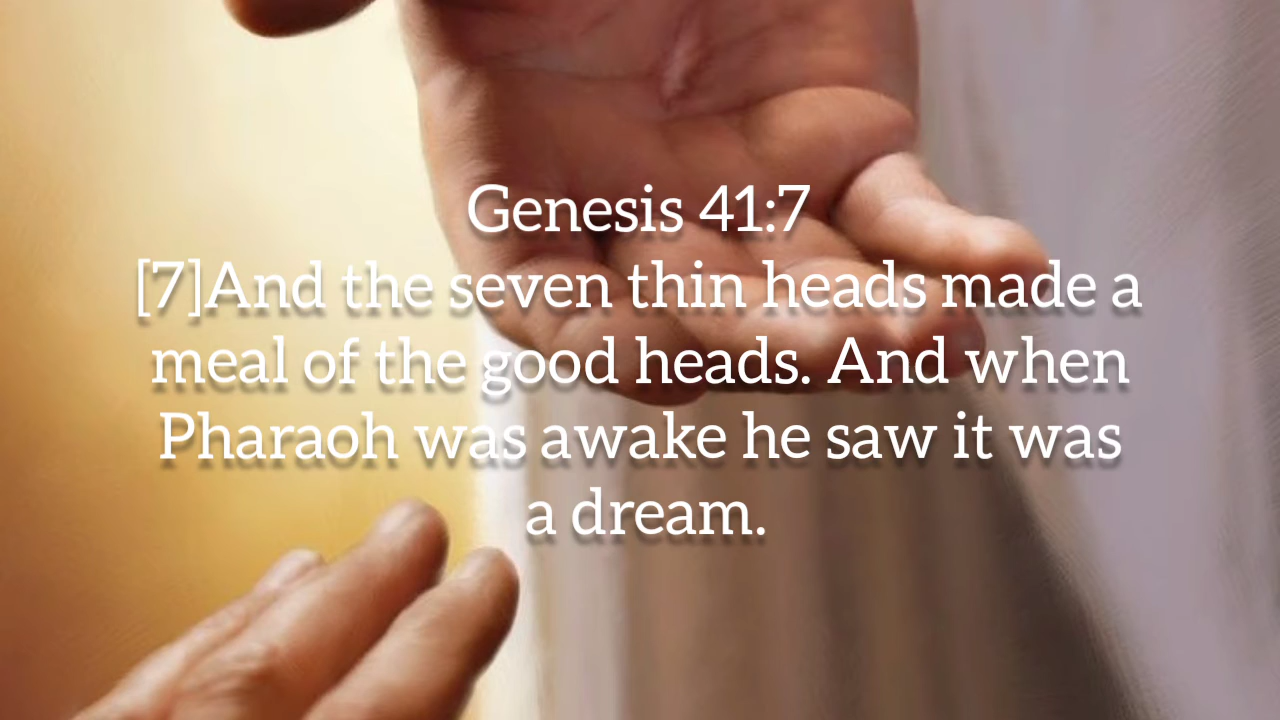 Genesis 41:7
[7]And the seven thin heads made a
meal of the good heads. And when
Pharaoh was awake he saw it was
a dream.